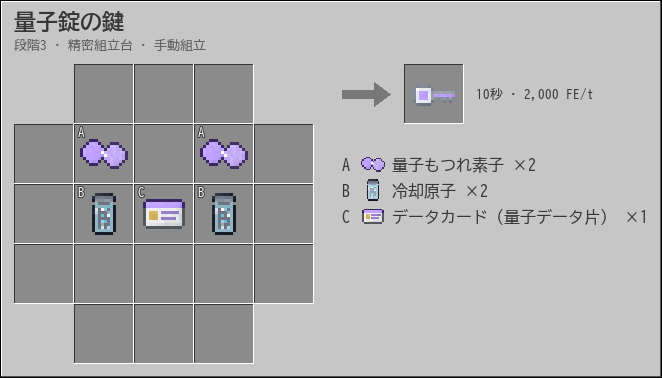 量子錠の鍵
段階3 · 精密組立台 · 手動組立
A
A
B
C
B
10秒 · 2,000 FE/t
A 量子もつれ素子 ×2
B 冷却原子 ×2
C データカード（量子データ片） ×1